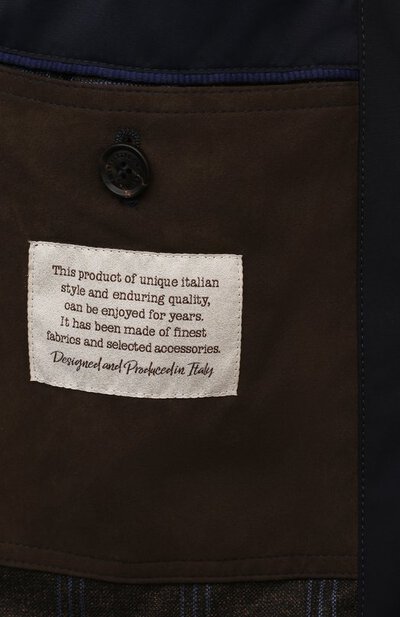 This product of unique italian
style and enduring quality,
can be enjoyed for years.
It has been made of finest
fabrics and selected accessories.
Designed and Produced in Italy